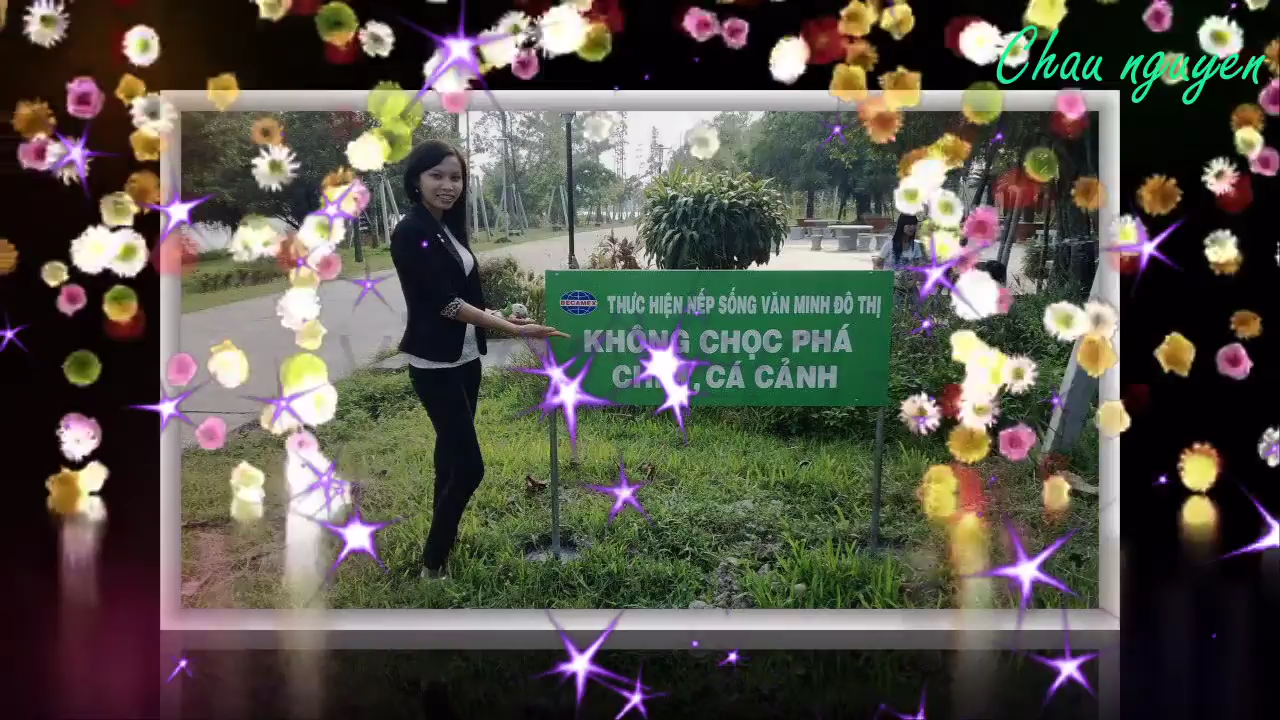 Chau nguyen
BECAMEX THỰC HIỆN NẾP SỐNG VĂN MINH ĐÔ THỊ
KHÔNG CHỌC PHÁ
CÁ CẢNH